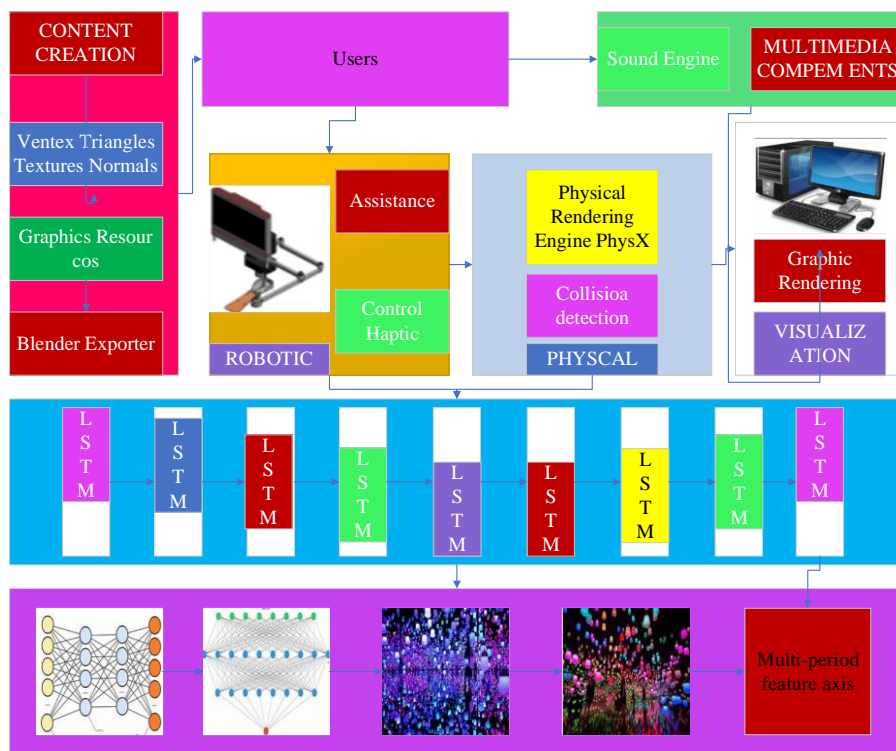 CONTENT
CREATION
Ventex Triangles
Textures Normals
Graphics Resour
cos
Blender Exporter
Users
Sound Engine
MULTIMEDIA
COMPEM ENTS
Assistance
Control
Haptic
ROBOTIC
Physical
Rendering
Engine PhysX
Collisioa
detection
PHYSCAL
Graphic
Rendering
VISUALIZ
ATION
L
S
T
M
L
S
T
M
L
S
T
M
L
S
T
M
L
S
T
M
L
S
T
M
L
S
T
M
L
S
T
M
L
S
T
M
Multi-period
feature axis